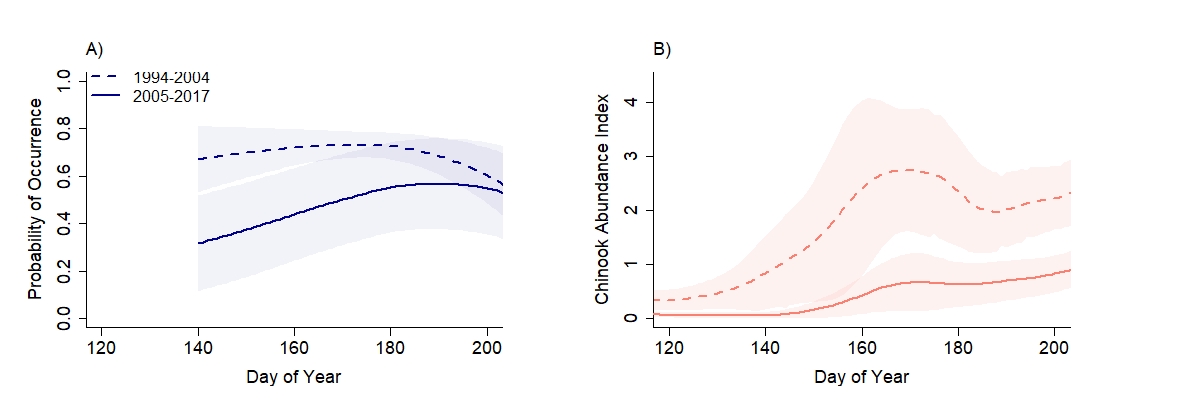 A)
1994-2004
2005-2017
Probability of Occurrence
1.0
0.8
0.6
0.4
0.2
0.0
120 140 160 180 200
Day of Year
B)
Chinook Abundance Index
4
3
2
1
0
120 140 160 180 200
Day of Year